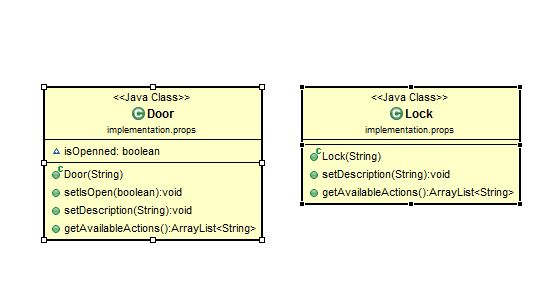 <<Java Class>>
Door
implementation.props
isOpenned: boolean
Door(String)
setIsOpen(boolean):void
setDescription(String):void
getAvailableActions():ArrayList<String>
<<Java Class>>
Lock
implementation.props
Lock(String)
setDescription(String):void
getAvailableActions():ArrayList<String>